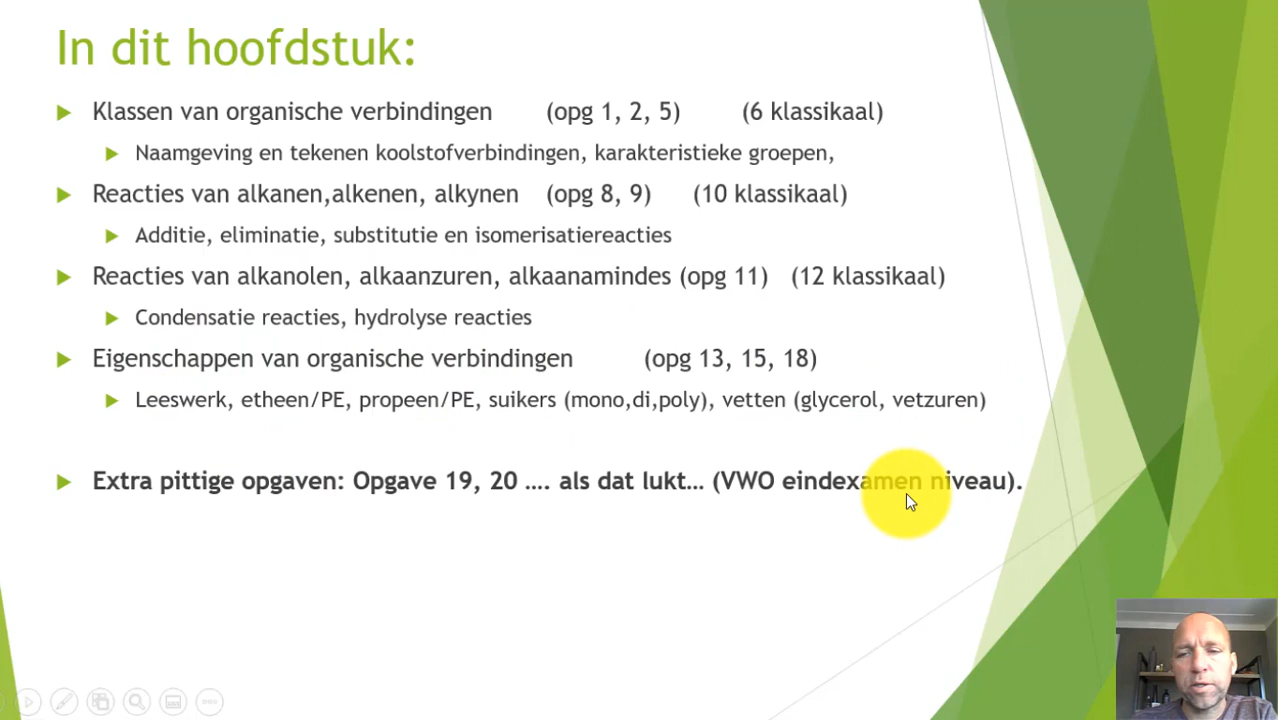 In dit hoofdstuk:
Klassen van organische verbindingen (opg 1, 2, 5) (6 klassikaal)
Naamgeving en tekenen koolstofverbindingen, karakteristieke groepen,
Reacties van alkanen,alkenen, alkynen (opg 8, 9) (10 klassikaal)
Additie, eliminatie, substitutie en isomerisatiereacties
Reacties van alkanolen, alkaanzuren, alkaanamindes (opg 11) (12 klassikaal)
Condensatie reacties, hydrolyse reacties
Eigenschappen van organische verbindingen (opg 13, 15, 18)
Leeswerk, etheen/PE, propeen/PE, suikers (mono,di,poly), vetten (glycerol, vetzuren)
Extra pittige opgaven: Opgave 19, 20 .... als dat lukt... (VWO eindexamen niveau).